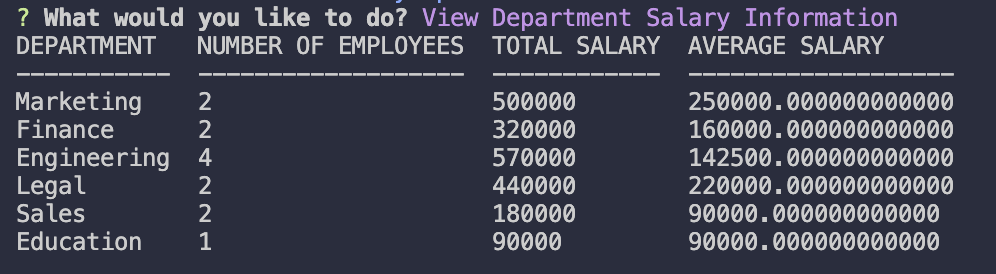 ? What would you like to do? View Department Salary Information
DEPARTMENT  NUMBER OF EMPLOYEES  TOTAL SALARY  AVERAGE SALARY
-----------  -------------------  ------------  -------------------
Marketing  2  500000  250000.000000000000
Finance  2  320000  160000.000000000000
Engineering  4  570000  142500.000000000000
Legal  2  440000  220000.000000000000
Sales  2  180000  90000.000000000000
Education  1  90000  90000.000000000000